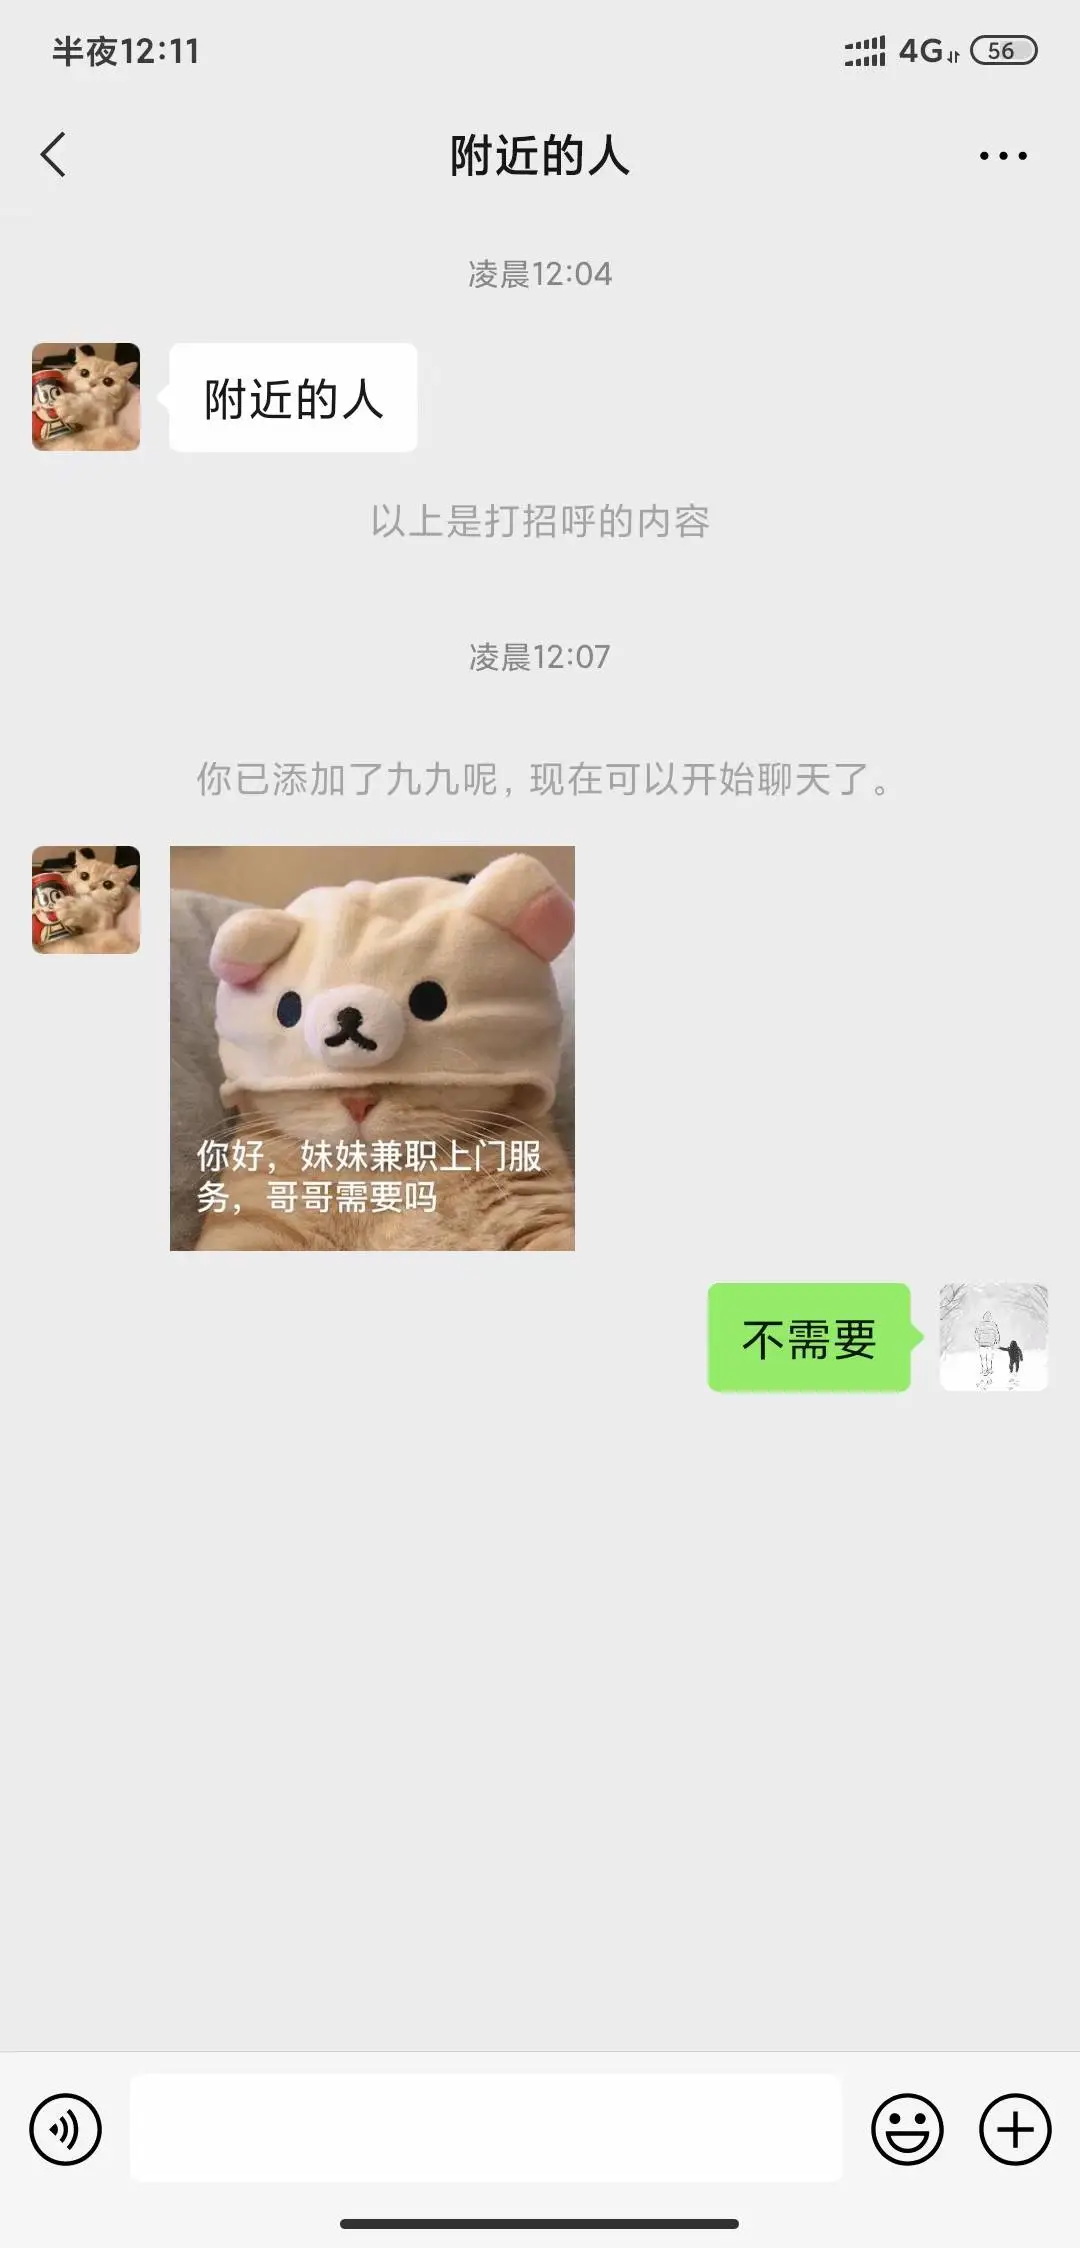 半夜12:11
4G 56
附近的人
凌晨12:04
附近的人
以上是打招呼的内容
凌晨12:07
你已添加了九九呢，现在可以开始聊天了。
你好，妹妹兼职上门服
务，哥哥需要吗
不需要